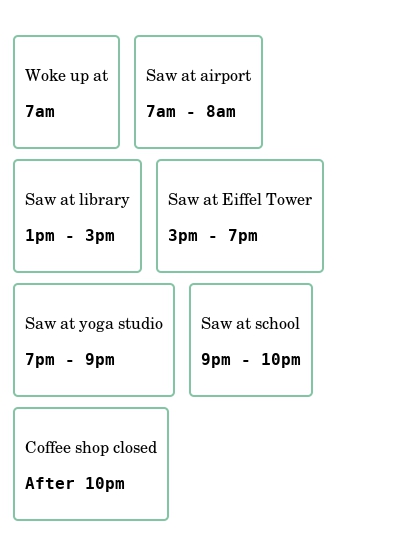 Woke up at
7am
Saw at airport
7am - 8am
Saw at library
1pm - 3pm
Saw at Eiffel Tower
3pm - 7pm
Saw at yoga studio
7pm - 9pm
Saw at school
9pm - 10pm
Coffee shop closed
After 10pm